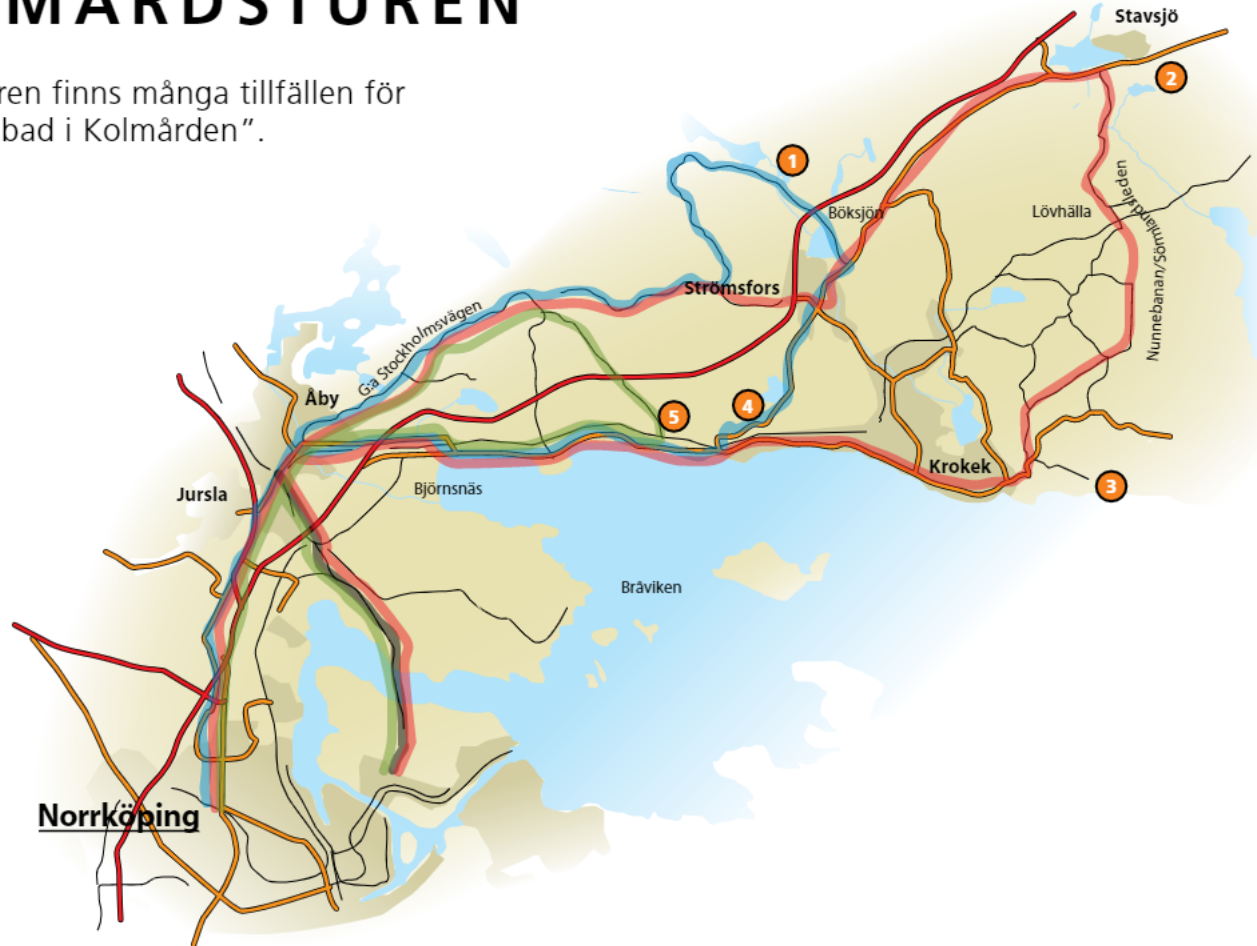 MÅRDSTUREN
ren finns många tillfällen för
bad i Kolmården”.
Stavsjö
2
1
Böksjön
Lövhälla
Nunnebanan/Sörmlandsleden
Strömsfors
G:a Stockholmsvägen
Åby
5
4
Krokek
3
Jursla
Björnsnäs
Bråviken
Norrköping